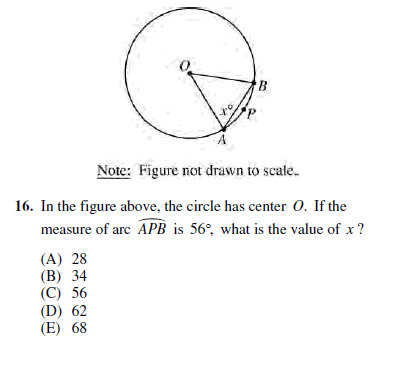 O
B
x°
P
A
Note: Figure not drawn to scale.
16. In the figure above, the circle has center O. If the
measure of arc APB is 56°, what is the value of x?
(A) 28
(B) 34
(C) 56
(D) 62
(E) 68